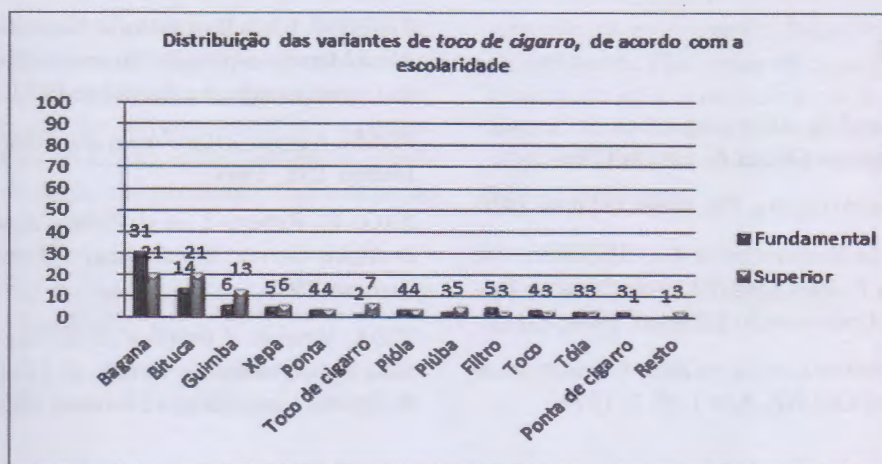 Distribuição das variantes de toco de cigarro, de acordo com a
escolaridade
100
90
80
70
60
50
40
30
20
10
0
31
21
14
21
6
13
5 6
4 4
2 7
4 4
3 5
5 3
4 3
3 3
3 1
1 3
Bagana
Bituca
Guimba
Xepa
Ponta
Toco de cigarro
Pióla
Piúba
Filtro
Toco
Tóia
Ponta de cigarro
Resto
Fundamental
Superior